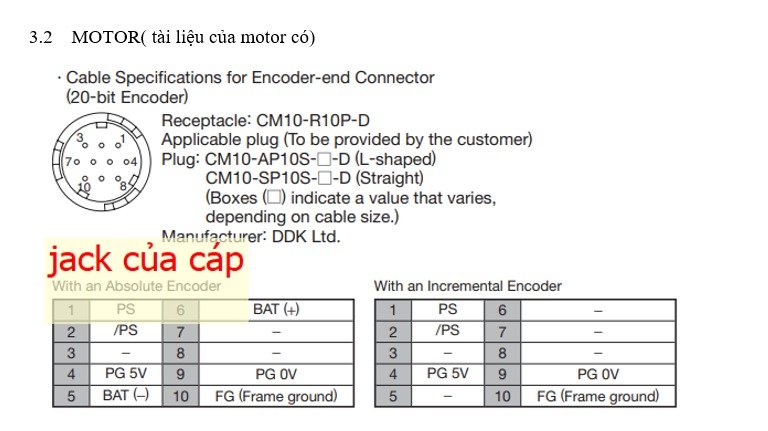 3.2 MOTOR( tài liệu của motor có)
· Cable Specifications for Encoder-end Connector
(20-bit Encoder)
Receptacle: CM10-R10P-D
Applicable plug (To be provided by the customer)
Plug: CM10-AP10S-□-D (L-shaped)
CM10-SP10S-□-D (Straight)
(Boxes (□) indicate a value that varies,
depending on cable size.)
Manufacturer: DDK Ltd.
3 1
7 4
10 8
jack của cáp
With an Absolute Encoder
1 PS 6 BAT (+)
2 /PS 7 –
3 – 8 –
4 PG 5V 9 PG 0V
5 BAT (–) 10 FG (Frame ground)
With an Incremental Encoder
1 PS 6 –
2 /PS 7 –
3 – 8 –
4 PG 5V 9 PG 0V
5 – 10 FG (Frame ground)